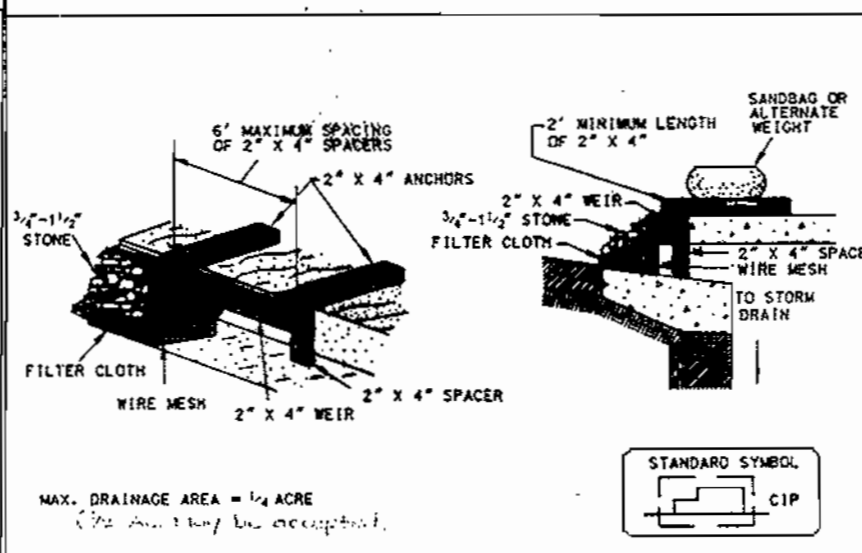 6' MAXIMUM SPACING
OF 2" X 4" SPACERS
2" X 4" ANCHORS
3/4"-1 1/2"
STONE
FILTER CLOTH
WIRE MESH
2" X 4" WEIR
2" X 4" SPACER
2' MINIMUM LENGTH
OF 2" X 4"
SANDBAG OR
ALTERNATE
WEIGHT
2" X 4" WEIR
3/4"-1 1/2" STONE
FILTER CLOTH
2" X 4" SPACE
WIRE MESH
TO STORM
DRAIN
MAX. DRAINAGE AREA = 1/4 ACRE
may be accepted.
STANDARD SYMBOL
CIP